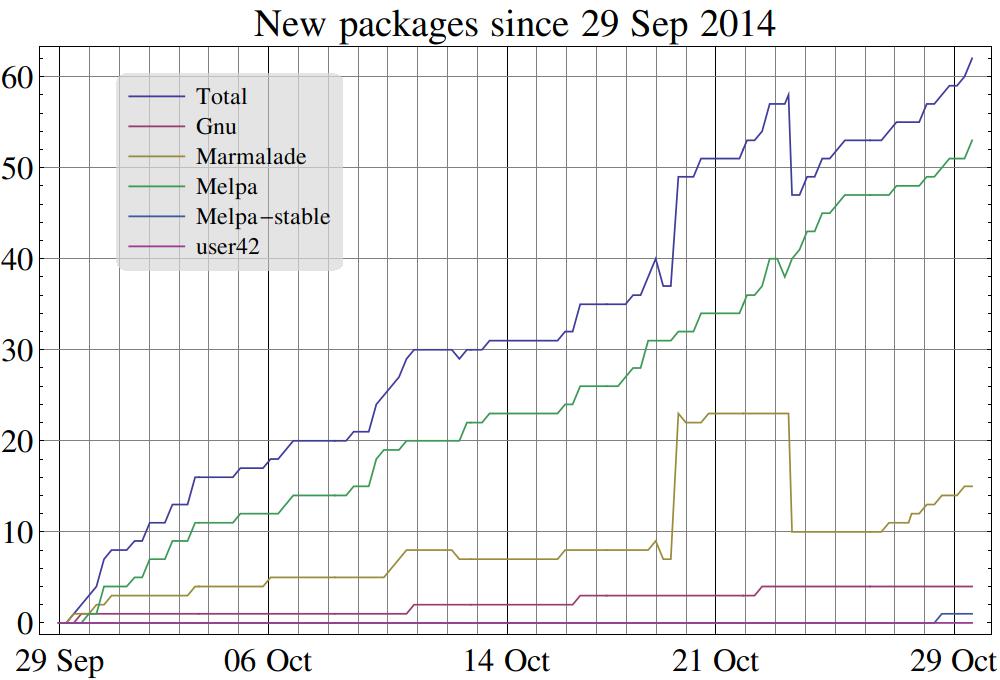 New packages since 29 Sep 2014
60
50
40
30
20
10
0
Total
Gnu
Marmalade
Melpa
Melpa−stable
user42
29 Sep
06 Oct
14 Oct
21 Oct
29 Oct